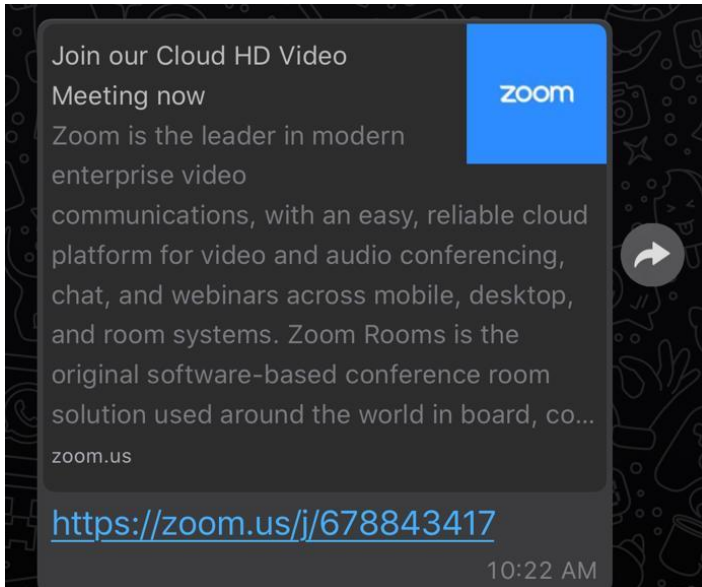 Join our Cloud HD Video
Meeting now
zoom
Zoom is the leader in modern
enterprise video
communications, with an easy, reliable cloud
platform for video and audio conferencing,
chat, and webinars across mobile, desktop,
and room systems. Zoom Rooms is the
original software-based conference room
solution used around the world in board, co...
zoom.us
https://zoom.us/j/678843417
10:22 AM